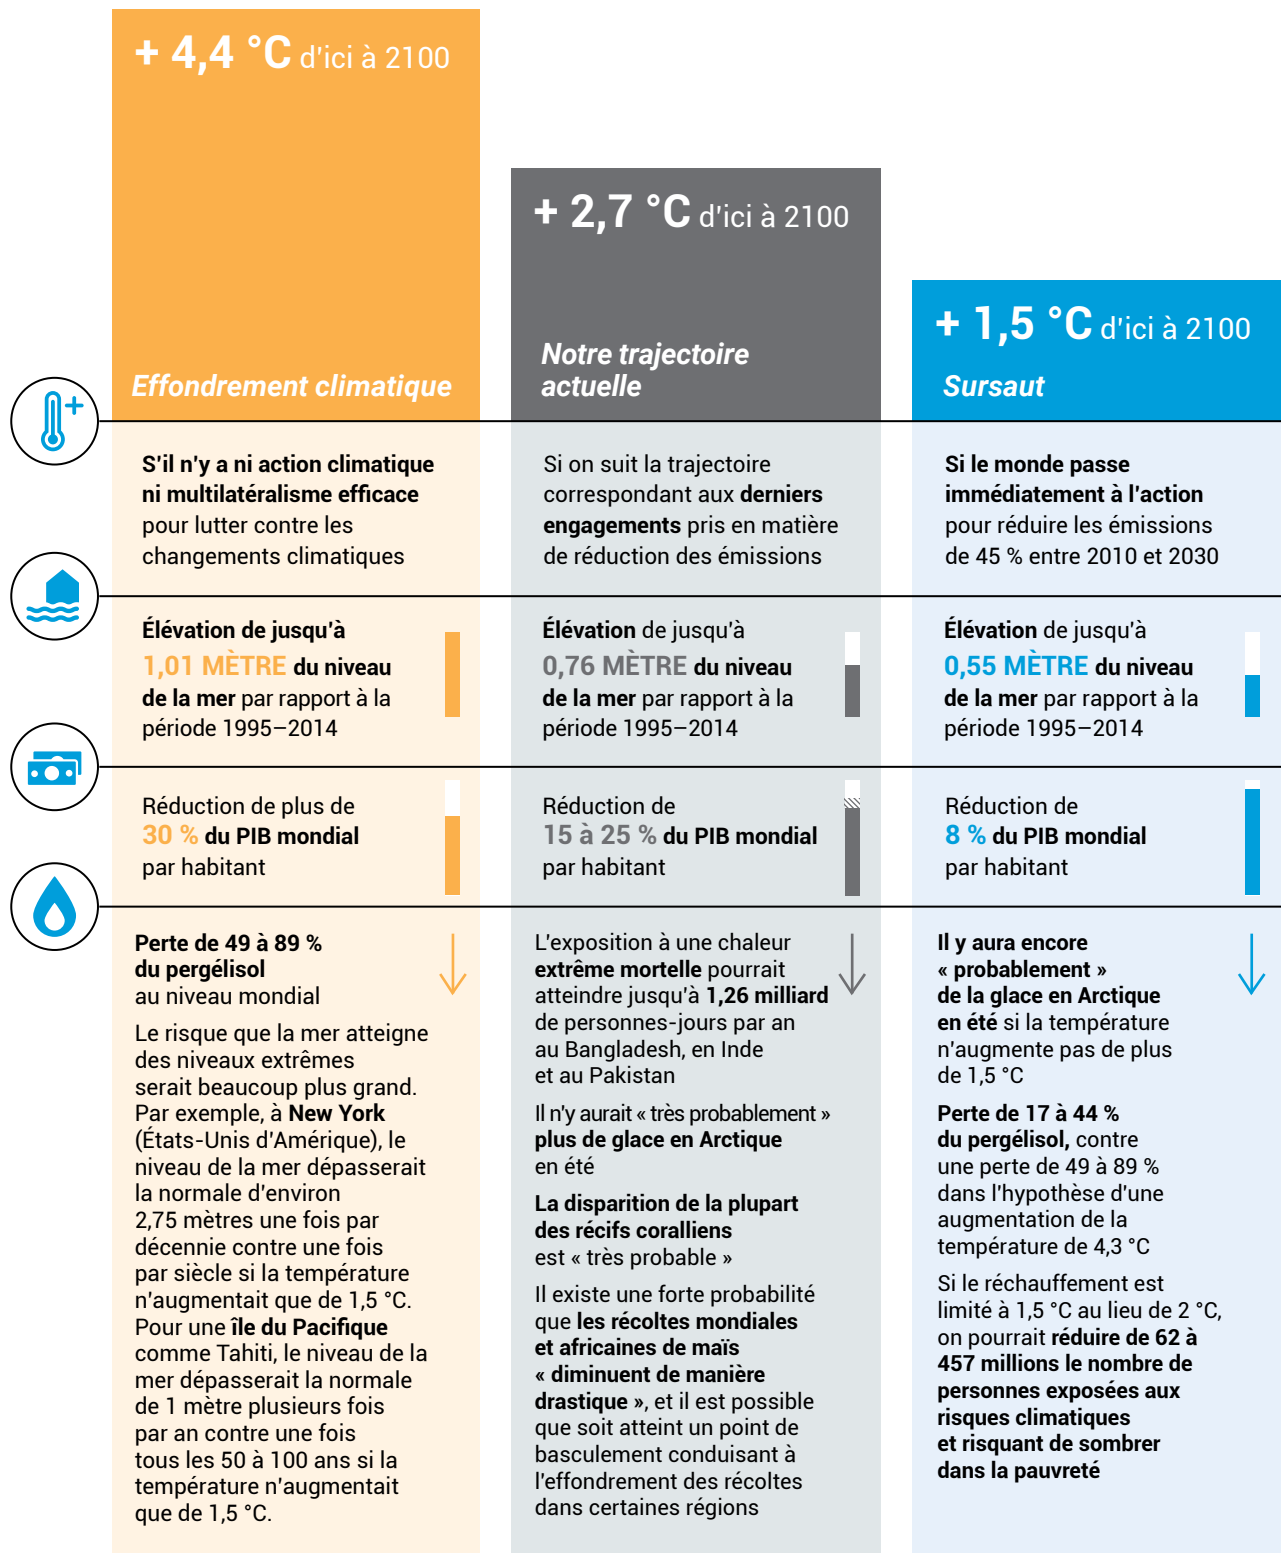 + 4,4 °C d'ici à 2100
Effondrement climatique
S'il n'y a ni action climatique
ni multilatéralisme efficace
pour lutter contre les
changements climatiques
Élévation de jusqu'à
1,01 MÈTRE du niveau
de la mer par rapport à la
période 1995–2014
Réduction de plus de
30 % du PIB mondial
par habitant
Perte de 49 à 89 %
du pergélisol
au niveau mondial
Le risque que la mer atteigne
des niveaux extrêmes
serait beaucoup plus grand.
Par exemple, à New York
(États-Unis d'Amérique), le
niveau de la mer dépasserait
la normale d'environ
2,75 mètres une fois par
décennie contre une fois
par siècle si la température
n'augmentait que de 1,5 °C.
Pour une île du Pacifique
comme Tahiti, le niveau de la
mer dépasserait la normale
de 1 mètre plusieurs fois
par an contre une fois
tous les 50 à 100 ans si la
température n'augmentait
que de 1,5 °C.
+ 2,7 °C d'ici à 2100
Notre trajectoire
actuelle
Si on suit la trajectoire
correspondant aux derniers
engagements pris en matière
de réduction des émissions
Élévation de jusqu'à
0,76 MÈTRE du niveau
de la mer par rapport à la
période 1995–2014
Réduction de
15 à 25 % du PIB mondial
par habitant
L'exposition à une chaleur
extrême mortelle pourrait
atteindre jusqu'à 1,26 milliard
de personnes-jours par an
au Bangladesh, en Inde
et au Pakistan
Il n'y aurait « très probablement »
plus de glace en Arctique
en été
La disparition de la plupart
des récifs coralliens
est « très probable »
Il existe une forte probabilité
que les récoltes mondiales
et africaines de maïs
« diminuent de manière
drastique », et il est possible
que soit atteint un point de
basculement conduisant à
l'effondrement des récoltes
dans certaines régions
+ 1,5 °C d'ici à 2100
Sursaut
Si le monde passe
immédiatement à l'action
pour réduire les émissions
de 45 % entre 2010 et 2030
Élévation de jusqu'à
0,55 MÈTRE du niveau
de la mer par rapport à la
période 1995–2014
Réduction de
8 % du PIB mondial
par habitant
Il y aura encore
« probablement »
de la glace en Arctique
en été si la température
n'augmente pas de plus
de 1,5 °C
Perte de 17 à 44 %
du pergélisol, contre
une perte de 49 à 89 %
dans l'hypothèse d'une
augmentation de la
température de 4,3 °C
Si le réchauffement est
limité à 1,5 °C au lieu de 2 °C,
on pourrait réduire de 62 à
457 millions le nombre de
personnes exposées aux
risques climatiques
et risquant de sombrer
dans la pauvreté